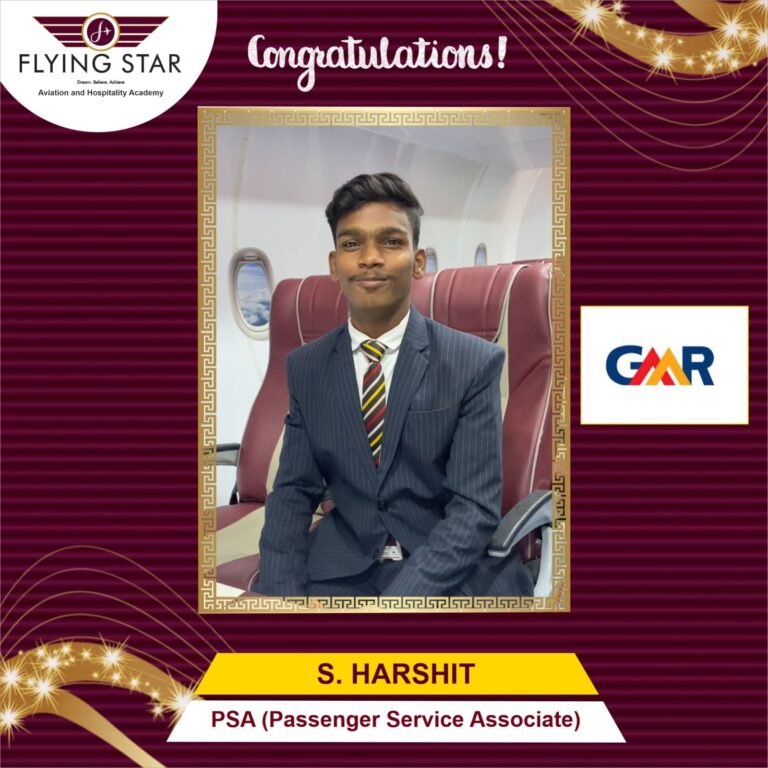 FLYING STAR
Dream. Believe. Achieve
Aviation and Hospitality Academy
Congratulations!
GMR
S. HARSHIT
PSA (Passenger Service Associate)